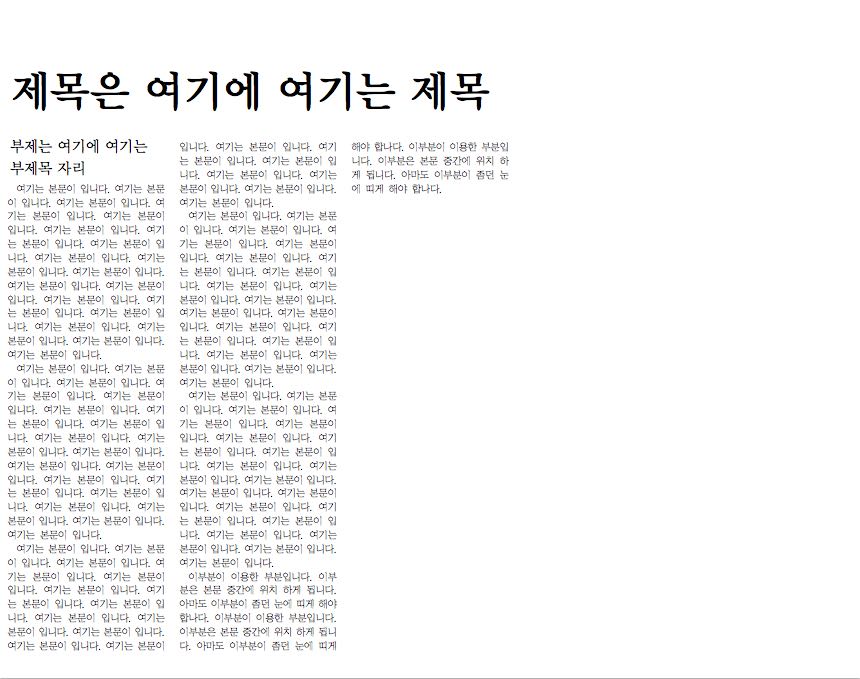 제목은 여기에 여기는 제목
부제는 여기에 여기는
부제목 자리
여기는 본문이 입니다. 여기는 본문
이 입니다. 여기는 본문이 입니다. 여
기는 본문이 입니다. 여기는 본문이
입니다. 여기는 본문이 입니다. 여기
는 본문이 입니다. 여기는 본문이 입
니다. 여기는 본문이 입니다. 여기는
본문이 입니다. 여기는 본문이 입니다.
여기는 본문이 입니다. 여기는 본문이
입니다. 여기는 본문이 입니다. 여기
는 본문이 입니다. 여기는 본문이 입
니다. 여기는 본문이 입니다. 여기는
본문이 입니다. 여기는 본문이 입니다.
여기는 본문이 입니다.
여기는 본문이 입니다. 여기는 본문
이 입니다. 여기는 본문이 입니다. 여
기는 본문이 입니다. 여기는 본문이
입니다. 여기는 본문이 입니다. 여기
는 본문이 입니다. 여기는 본문이 입
니다. 여기는 본문이 입니다. 여기는
본문이 입니다. 여기는 본문이 입니다.
여기는 본문이 입니다. 여기는 본문이
입니다. 여기는 본문이 입니다. 여기
는 본문이 입니다. 여기는 본문이 입
니다. 여기는 본문이 입니다. 여기는
본문이 입니다. 여기는 본문이 입니다.
여기는 본문이 입니다.
여기는 본문이 입니다. 여기는 본문
이 입니다. 여기는 본문이 입니다. 여
기는 본문이 입니다. 여기는 본문이
입니다. 여기는 본문이 입니다. 여기
는 본문이 입니다. 여기는 본문이 입
니다. 여기는 본문이 입니다. 여기는
본문이 입니다. 여기는 본문이 입니다.
여기는 본문이 입니다. 여기는 본문이
입니다. 여기는 본문이 입니다. 여기
는 본문이 입니다. 여기는 본문이 입
니다. 여기는 본문이 입니다. 여기는
본문이 입니다. 여기는 본문이 입니다.
여기는 본문이 입니다.
여기는 본문이 입니다. 여기는 본문
이 입니다. 여기는 본문이 입니다. 여
기는 본문이 입니다. 여기는 본문이
입니다. 여기는 본문이 입니다. 여기
는 본문이 입니다. 여기는 본문이 입
니다. 여기는 본문이 입니다. 여기는
본문이 입니다. 여기는 본문이 입니다.
여기는 본문이 입니다. 여기는 본문이
입니다. 여기는 본문이 입니다. 여기
는 본문이 입니다. 여기는 본문이 입
니다. 여기는 본문이 입니다. 여기는
본문이 입니다. 여기는 본문이 입니다.
여기는 본문이 입니다.
여기는 본문이 입니다. 여기는 본문
이 입니다. 여기는 본문이 입니다. 여
기는 본문이 입니다. 여기는 본문이
입니다. 여기는 본문이 입니다. 여기
는 본문이 입니다. 여기는 본문이 입
니다. 여기는 본문이 입니다. 여기는
본문이 입니다. 여기는 본문이 입니다.
여기는 본문이 입니다. 여기는 본문이
입니다. 여기는 본문이 입니다. 여기
는 본문이 입니다. 여기는 본문이 입
니다. 여기는 본문이 입니다. 여기는
본문이 입니다. 여기는 본문이 입니다.
여기는 본문이 입니다.
이부분이 이용한 부분입니다. 이부
분은 본문 중간에 위치 하게 됩니다.
아마도 이부분이 좀던 눈에 띠게 해야
합나다. 이부분이 이용한 부분입니다.
이부분은 본문 중간에 위치 하게 됩니
다. 아마도 이부분이 좀던 눈에 띠게
해야 합나다. 이부분이 이용한 부분입
니다. 이부분은 본문 중간에 위치 하
게 됩니다. 아마도 이부분이 좀던 눈
에 띠게 해야 합나다.